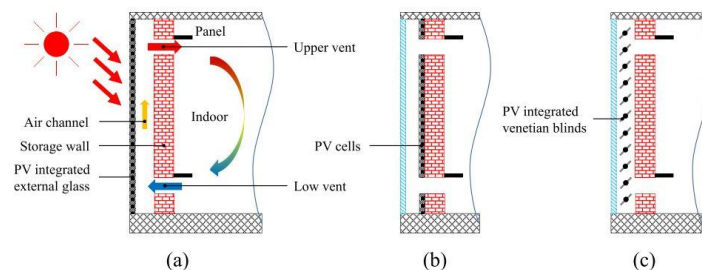 Panel
Upper vent
Air channel
Indoor
Storage wall
PV integrated
external glass
Low vent
PV cells
PV integrated
venetian blinds
(a)
(b)
(c)